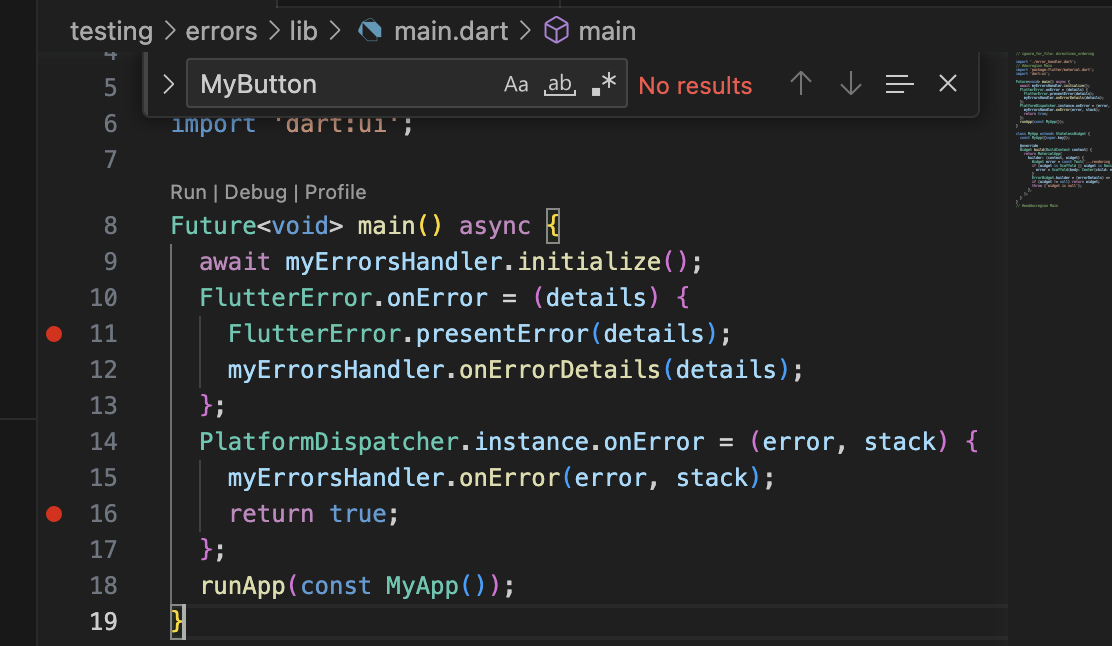 testing > errors > lib > main.dart > main
4
5
MyButton Aa ab .* No results
6 import 'dart:ui';
7
Run | Debug | Profile
8 Future<void> main() async {
9 await myErrorsHandler.initialize();
10 FlutterError.onError = (details) {
11 FlutterError.presentError(details);
12 myErrorsHandler.onErrorDetails(details);
13 };
14 PlatformDispatcher.instance.onError = (error, stack) {
15 myErrorsHandler.onError(error, stack);
16 return true;
17 };
18 runApp(const MyApp());
19 }